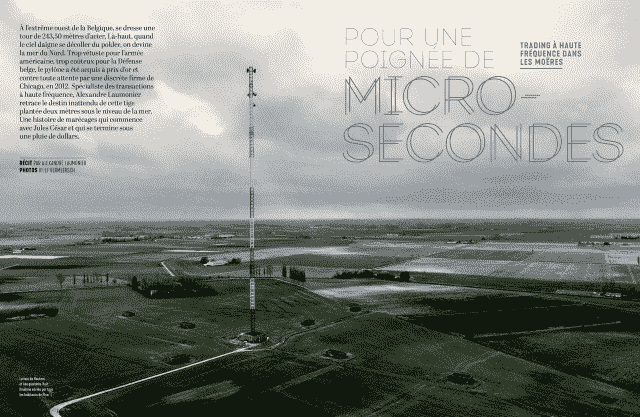 À l'extrême ouest de la Belgique, se dresse une
tour de 243,50 mètres d'acier. Là-haut, quand
le ciel daigne se décoller du polder, on devine
la mer du Nord. Trop vétuste pour l'armée
américaine, trop coûteux pour la Défense
belge, le pylône a été acquis à prix d'or et
contre toute attente par une discrète firme de
Chicago, en 2012. Spécialiste des transactions
à haute fréquence, Alexandre Laumonier
retrace le destin inattendu de cette tige
plantée deux mètres sous le niveau de la mer.
Une histoire de marécages qui commence
avec Jules César et qui se termine sous
une pluie de dollars.
RÉCIT PAR ALEXANDRE LAUMONIER
PHOTOS
POUR UNE
POIGNÉE DE
MICRO-
SECONDES
TRADING À HAUTE
FRÉQUENCE DANS
LES MOËRES